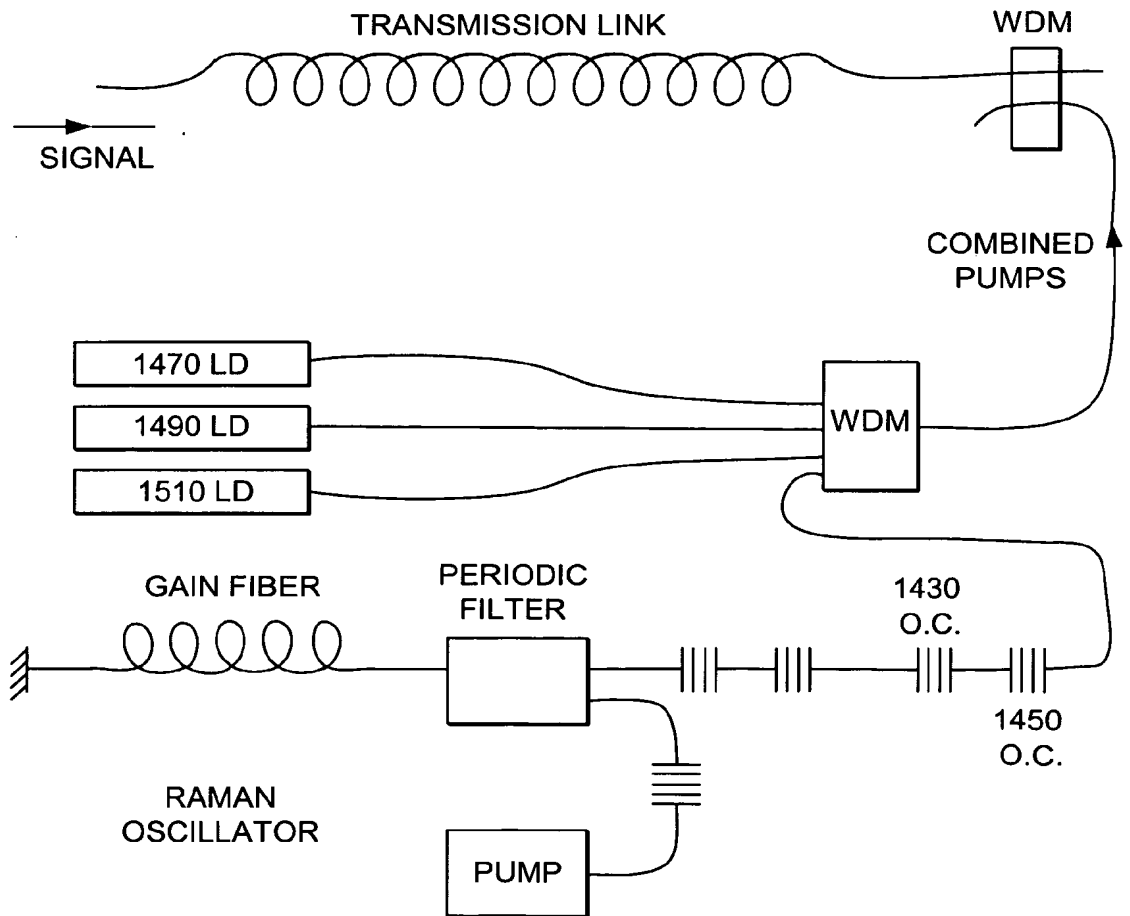 TRANSMISSION LINK
WDM
SIGNAL
COMBINED
PUMPS
1470 LD
1490 LD
1510 LD
WDM
GAIN FIBER
PERIODIC
FILTER
1430
O.C.
1450
O.C.
RAMAN
OSCILLATOR
PUMP